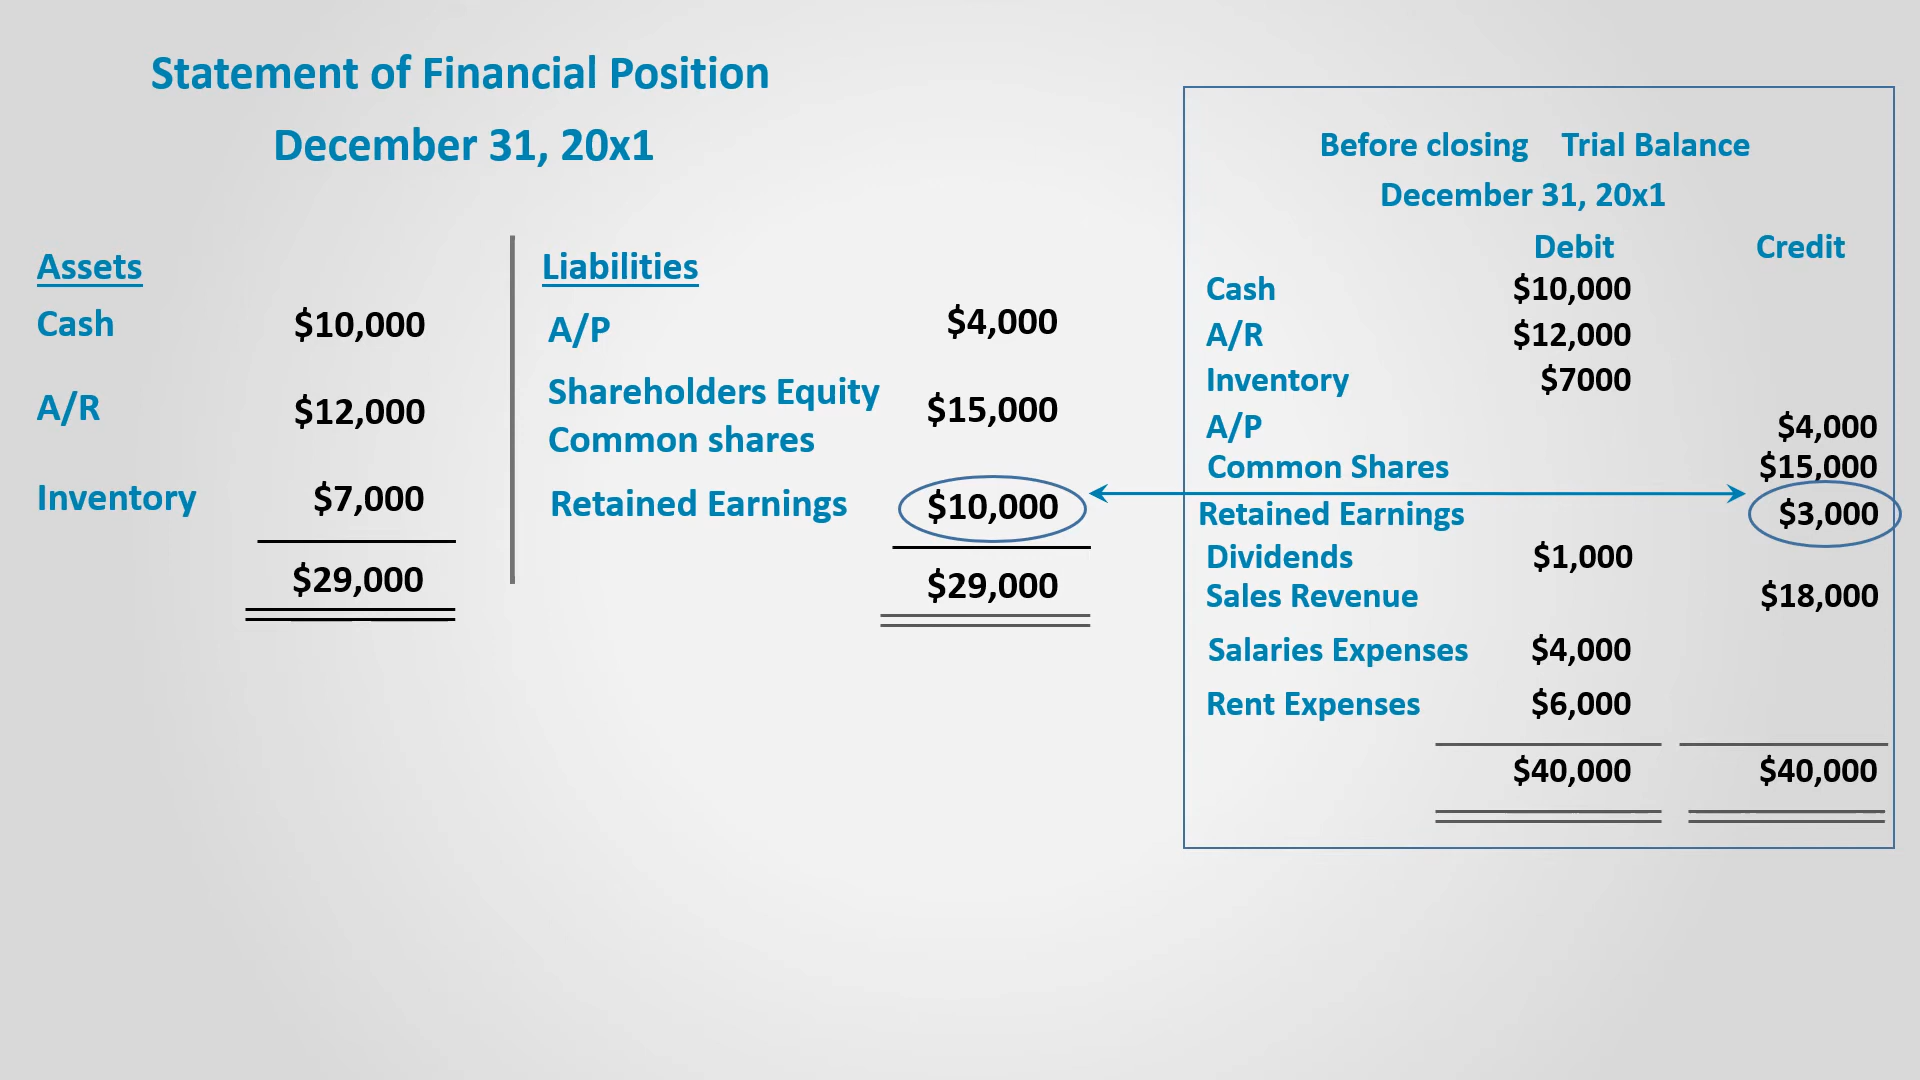 Statement of Financial Position
December 31, 20x1
Assets
Cash $10,000
A/R $12,000
Inventory $7,000
$29,000
Liabilities
A/P $4,000
Shareholders Equity $15,000
Common shares
Retained Earnings $10,000
$29,000
Before closing Trial Balance
December 31, 20x1
Debit Credit
Cash $10,000
A/R $12,000
Inventory $7000
A/P $4,000
Common Shares $15,000
Retained Earnings $3,000
Dividends $1,000
Sales Revenue $18,000
Salaries Expenses $4,000
Rent Expenses $6,000
$40,000 $40,000